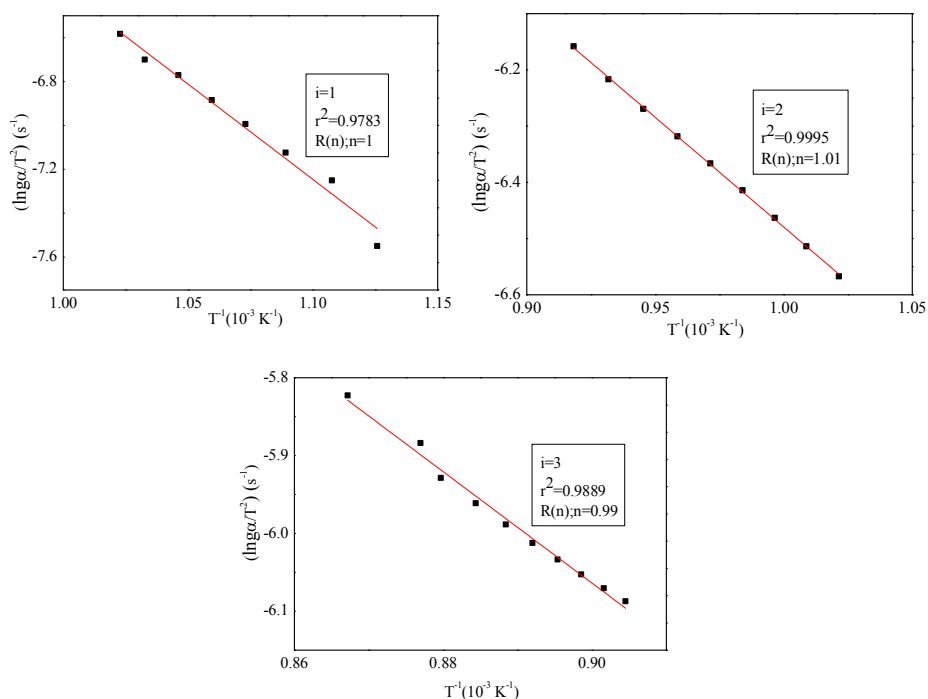 -6.8
-7.2
-7.6
(lngα/T²) (s⁻¹)
i=1
r²=0.9783
R(n);n=1
1.00 1.05 1.10 1.15
T⁻¹(10⁻³ K⁻¹)
-6.2
-6.4
-6.6
(lngα/T²) (s⁻¹)
i=2
r²=0.9995
R(n);n=1.01
0.90 0.95 1.00 1.05
T⁻¹(10⁻³ K⁻¹)
-5.8
-5.9
-6.0
-6.1
(lngα/T²) (s⁻¹)
i=3
r²=0.9889
R(n);n=0.99
0.86 0.88 0.90
T⁻¹(10⁻³ K⁻¹)